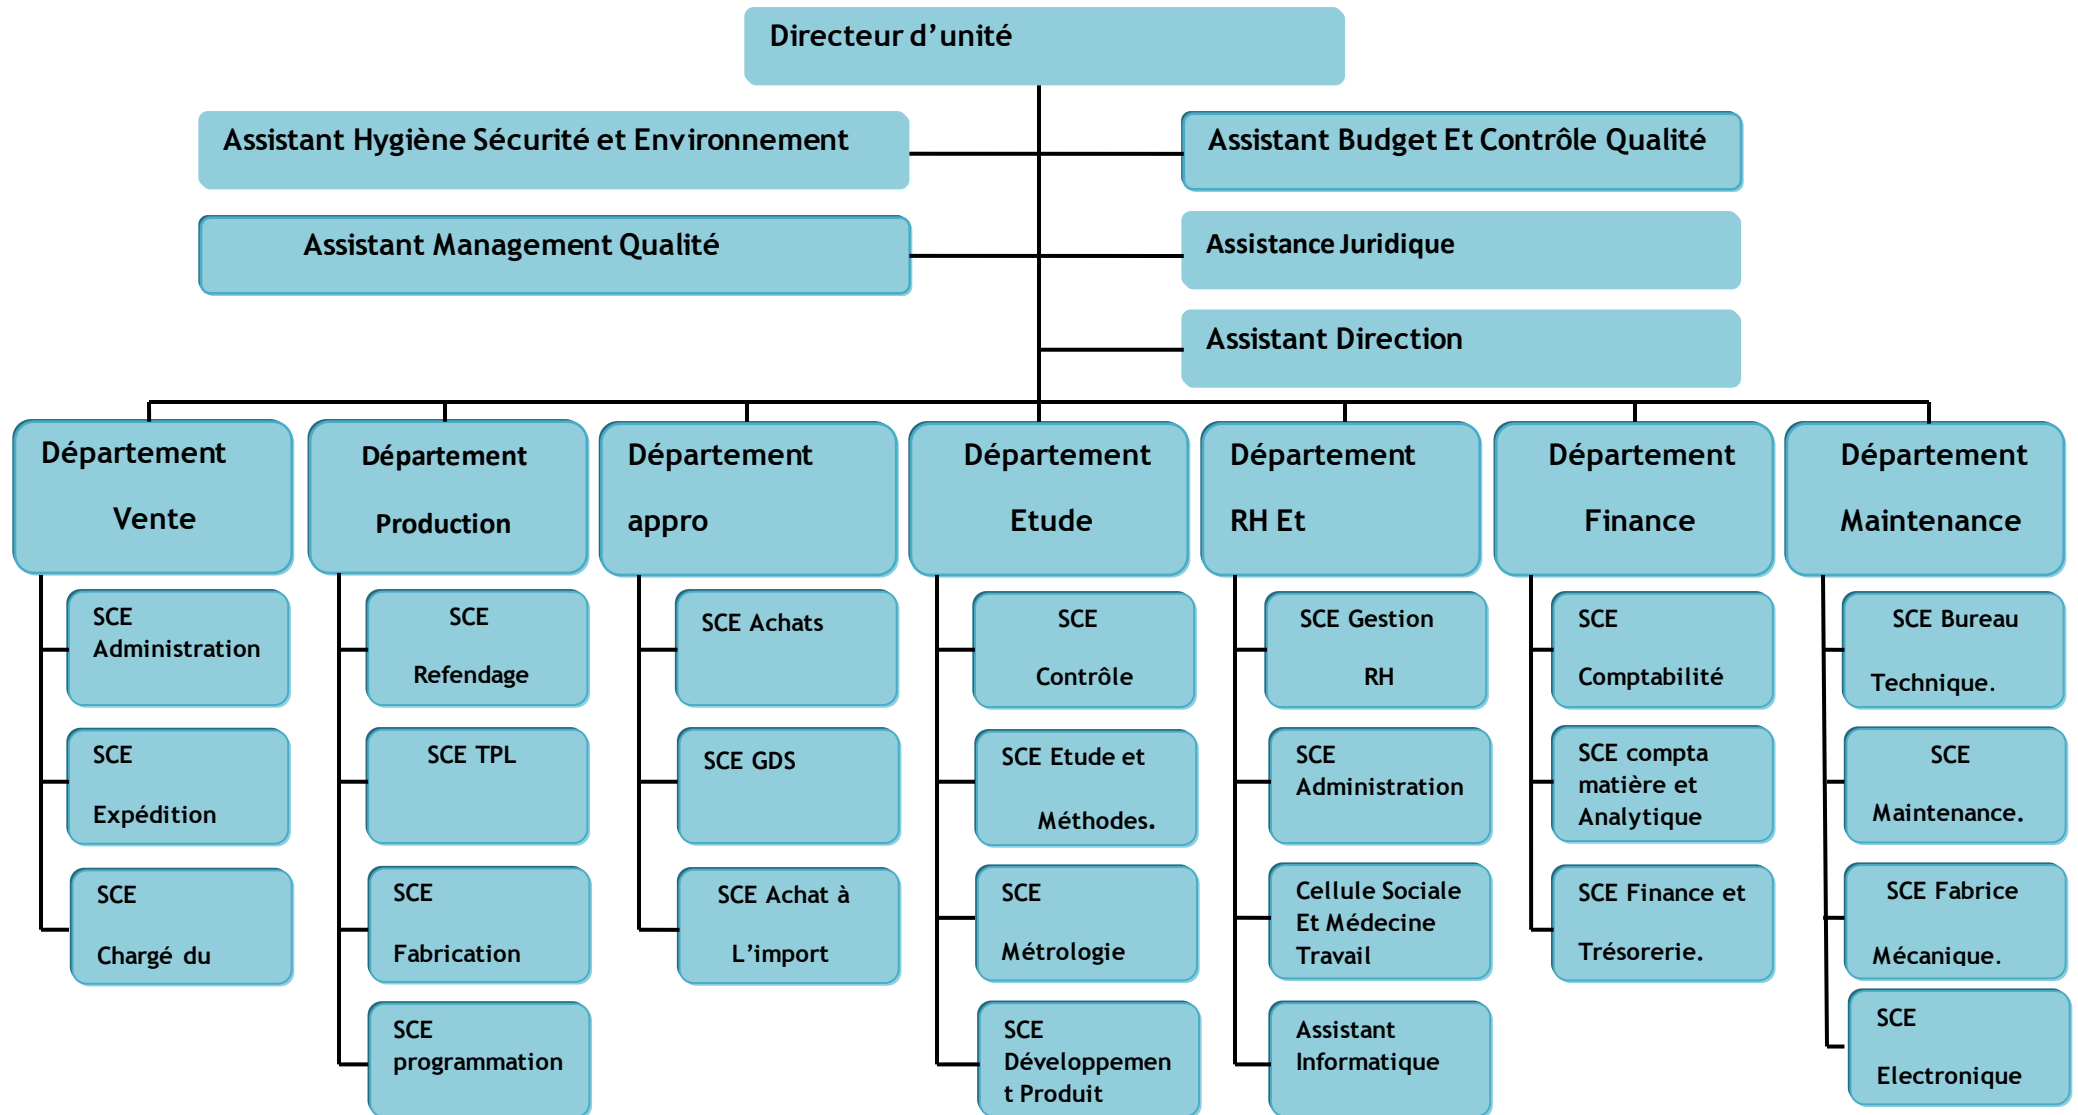 Directeur d’unité
Assistant Hygiène Sécurité et Environnement
Assistant Budget Et Contrôle Qualité
Assistant Management Qualité
Assistance Juridique
Assistant Direction
Département
Vente
Département
Production
Département
appro
Département
Etude
Département
RH Et
Département
Finance
Département
Maintenance
SCE
Administration
SCE
Expédition
SCE
Chargé du
SCE
Refendage
SCE TPL
SCE
Fabrication
SCE
programmation
SCE Achats
SCE GDS
SCE Achat à
L’import
SCE
Contrôle
SCE Etude et
Méthodes.
SCE
Métrologie
SCE
Développemen
t Produit
SCE Gestion
RH
SCE
Administration
Cellule Sociale
Et Médecine
Travail
Assistant
Informatique
SCE
Comptabilité
SCE compta
matière et
Analytique
SCE Finance et
Trésorerie.
SCE Bureau
Technique.
SCE
Maintenance.
SCE Fabrice
Mécanique.
SCE
Electronique